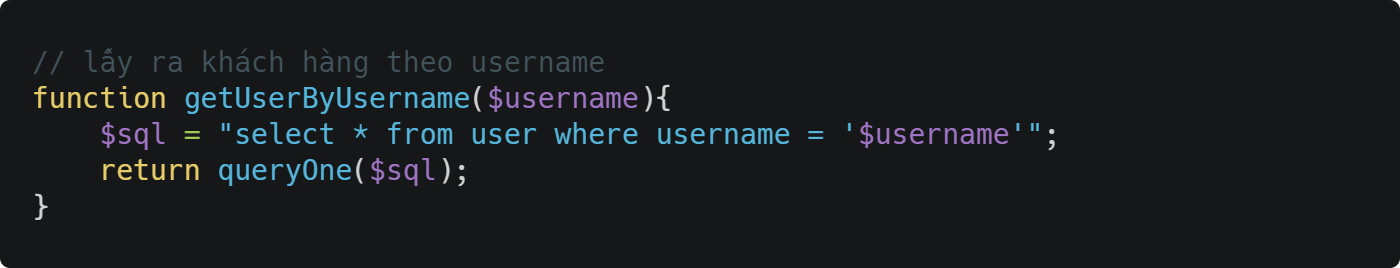 // lấy ra khách hàng theo username
function getUserByUsername($username){
    $sql = "select * from user where username = '$username'";
    return queryOne($sql);
}